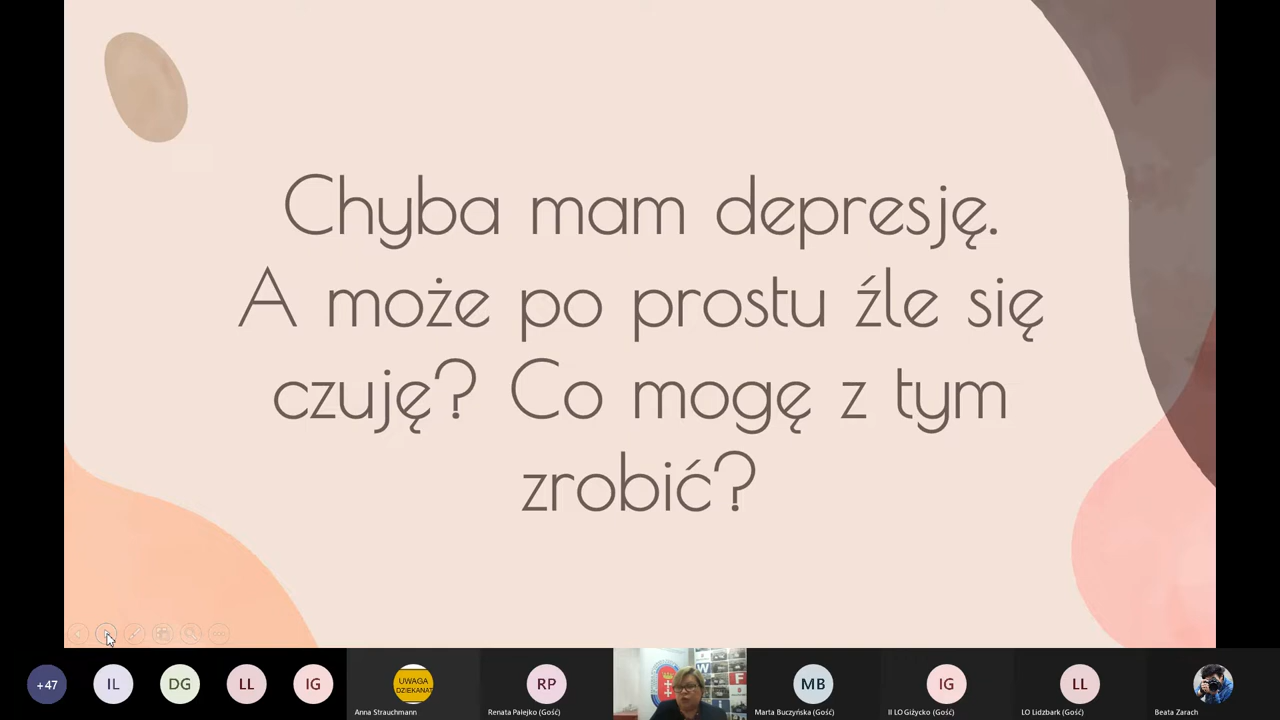 Chyba mam depresję.
A może po prostu źle się
czuję? Co mogę z tym
zrobić?
+47
IL
DG
LL
IG
UWAGA
DZIEKANAT
Anna Strauchmann
RP
Renata Pałejko (Gość)
W
F
MB
Marta Buczyńska (Gość)
IG
II LO Giżycko (Gość)
LL
LO Lidzbark (Gość)
Beata Zarach